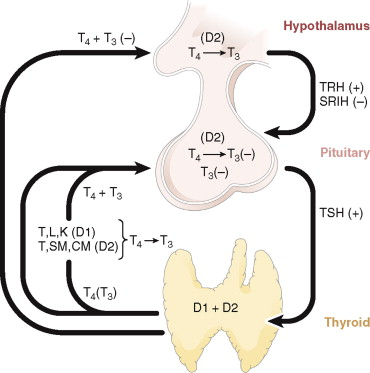 Hypothalamus
T4 + T3 (–)
(D2)
T4 → T3
TRH (+)
SRIH (–)
Pituitary
(D2)
T4 → T3(–)
T3(–)
T4 + T3
TSH (+)
T,L,K (D1)
T,SM,CM (D2)
T4 → T3
T4(T3)
D1 + D2
Thyroid